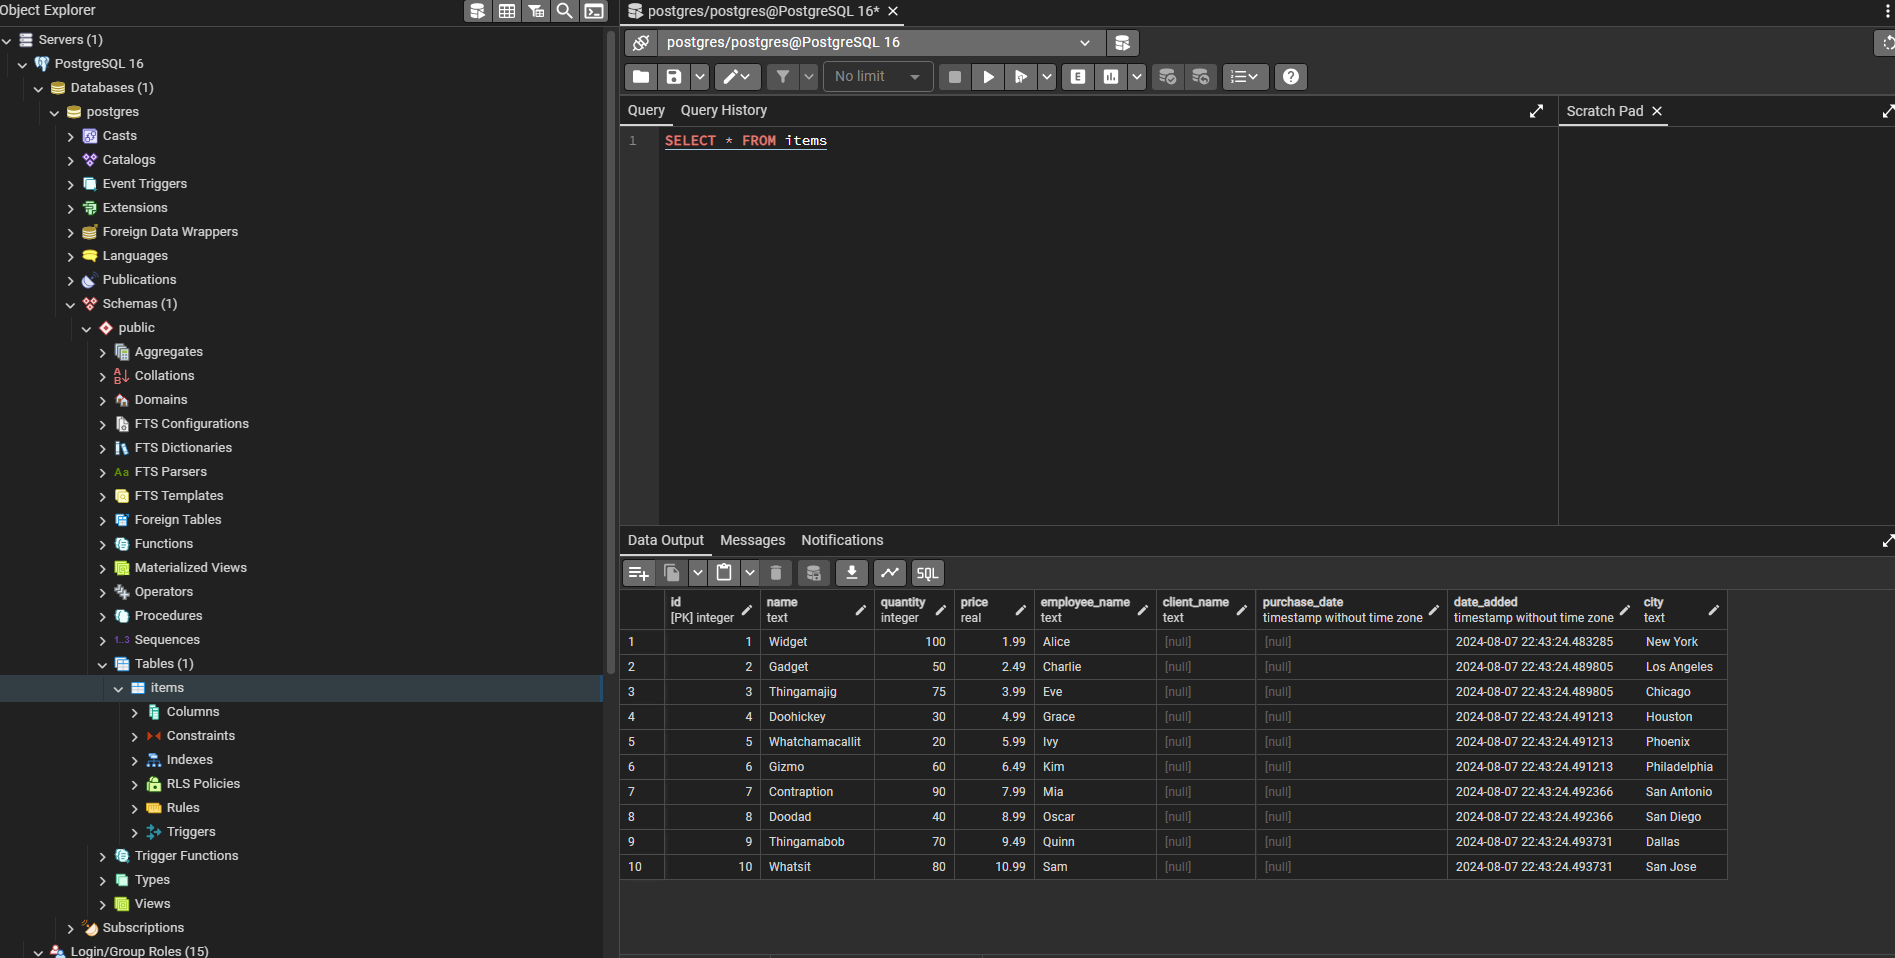 Object Explorer
Servers (1)
PostgreSQL 16
Databases (1)
postgres
Casts
Catalogs
Event Triggers
Extensions
Foreign Data Wrappers
Languages
Publications
Schemas (1)
public
Aggregates
Collations
Domains
FTS Configurations
FTS Dictionaries
Aa FTS Parsers
FTS Templates
Foreign Tables
Functions
Materialized Views
Operators
Procedures
1..3 Sequences
Tables (1)
items
Columns
Constraints
Indexes
RLS Policies
Rules
Triggers
Trigger Functions
Types
Views
Subscriptions
Login/Group Roles (15)
postgres/postgres@PostgreSQL 16*
postgres/postgres@PostgreSQL 16
No limit
E
Query Query History
Scratch Pad
1 SELECT * FROM items
Data Output Messages Notifications
SQL
id name quantity price employee_name client_name purchase_date date_added city
[PK] integer text integer real text text timestamp without time zone timestamp without time zone text
1 1 Widget 100 1.99 Alice [null] [null] 2024-08-07 22:43:24.483285 New York
2 2 Gadget 50 2.49 Charlie [null] [null] 2024-08-07 22:43:24.489805 Los Angeles
3 3 Thingamajig 75 3.99 Eve [null] [null] 2024-08-07 22:43:24.489805 Chicago
4 4 Doohickey 30 4.99 Grace [null] [null] 2024-08-07 22:43:24.491213 Houston
5 5 Whatchamacallit 20 5.99 Ivy [null] [null] 2024-08-07 22:43:24.491213 Phoenix
6 6 Gizmo 60 6.49 Kim [null] [null] 2024-08-07 22:43:24.491213 Philadelphia
7 7 Contraption 90 7.99 Mia [null] [null] 2024-08-07 22:43:24.492366 San Antonio
8 8 Doodad 40 8.99 Oscar [null] [null] 2024-08-07 22:43:24.492366 San Diego
9 9 Thingamabob 70 9.49 Quinn [null] [null] 2024-08-07 22:43:24.493731 Dallas
10 10 Whatsit 80 10.99 Sam [null] [null] 2024-08-07 22:43:24.493731 San Jose